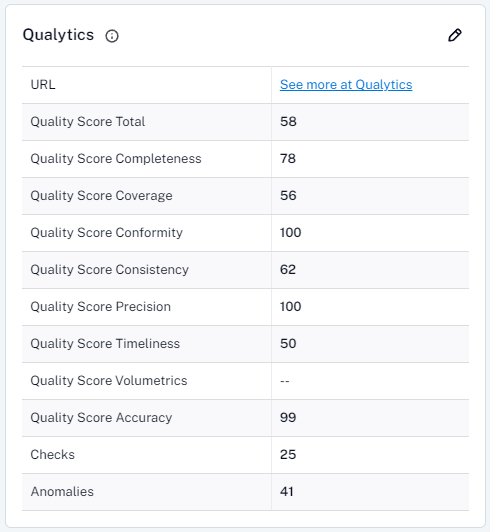 Qualytics
URL See more at Qualytics
Quality Score Total 58
Quality Score Completeness 78
Quality Score Coverage 56
Quality Score Conformity 100
Quality Score Consistency 62
Quality Score Precision 100
Quality Score Timeliness 50
Quality Score Volumetrics --
Quality Score Accuracy 99
Checks 25
Anomalies 41